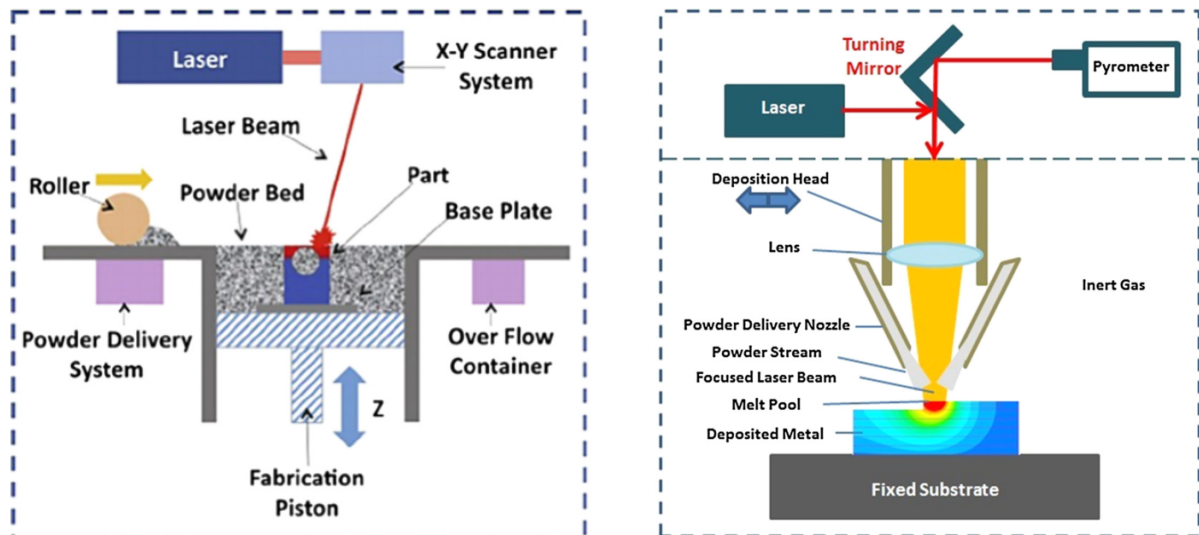 Laser
X-Y Scanner
System
Laser Beam
Roller
Powder Bed
Part
Base Plate
Powder Delivery
System
Over Flow
Container
Z
Fabrication
Piston
Turning
Mirror
Pyrometer
Laser
Deposition Head
Lens
Inert Gas
Powder Delivery Nozzle
Powder Stream
Focused Laser Beam
Melt Pool
Deposited Metal
Fixed Substrate